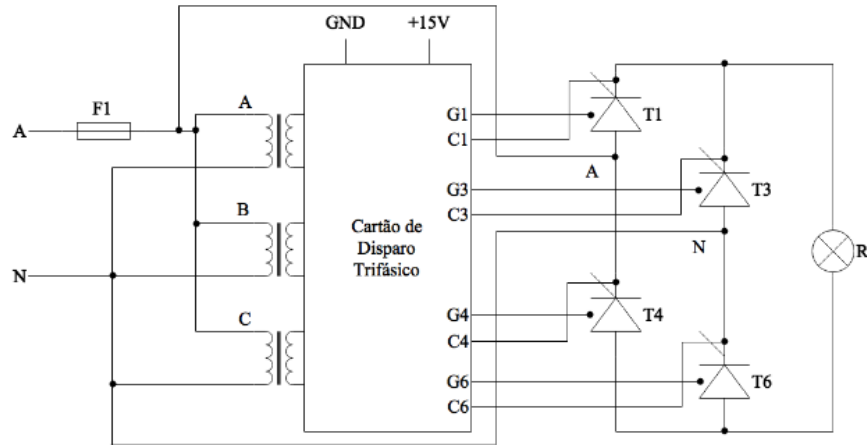 GND
+15V
F1
A
A
G1
C1
T1
A
G3
C3
T3
B
Cartão de
Disparo
Trifásico
N
R
N
C
G4
C4
T4
G6
C6
T6